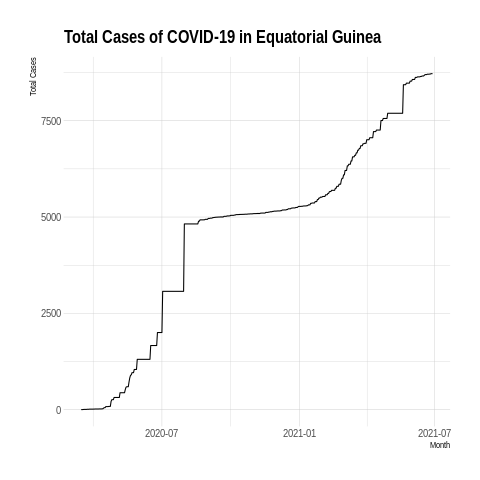 Total Cases of COVID-19 in Equatorial Guinea
Total Cases
7500
5000
2500
0
2020-07
2021-01
2021-07
Month